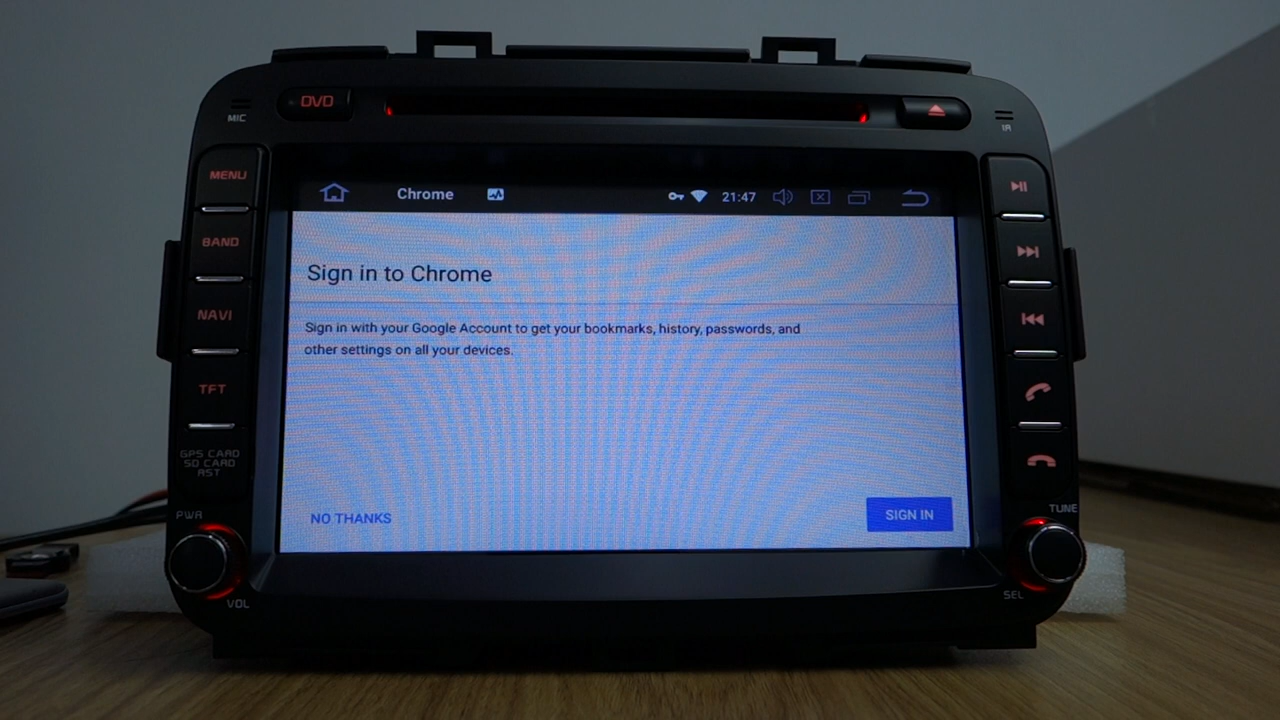 DVD
MIC
IR
MENU
BAND
NAVI
TFT
GPS CARD
SD CARD
RST
PWR
VOL
Chrome
21:47
Sign in to Chrome
Sign in with your Google Account to get your bookmarks, history, passwords, and
other settings on all your devices.
NO THANKS
SIGN IN
TUNE
SEL